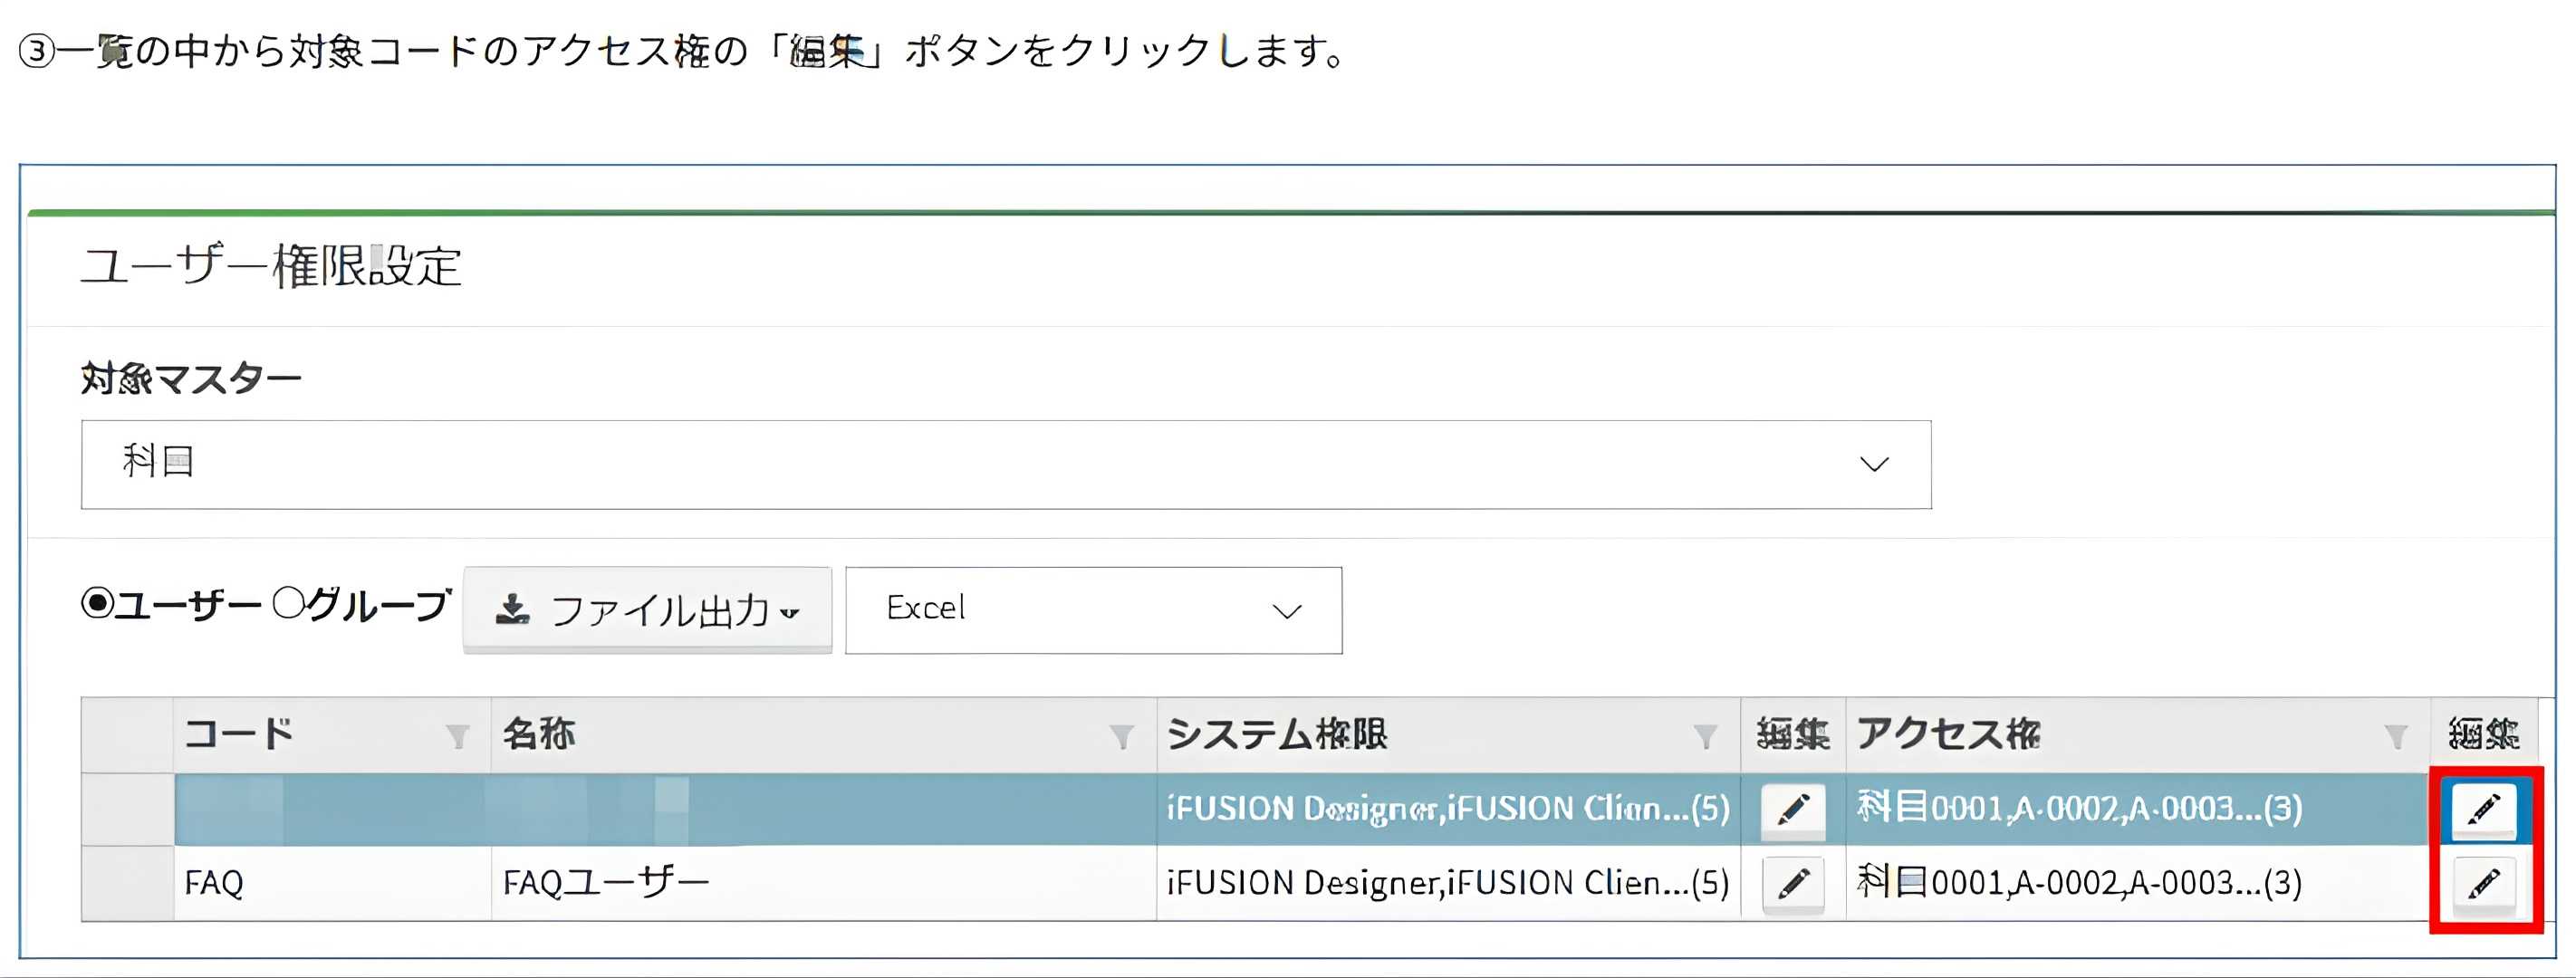 ③一覧の中から対象コードのアクセス権の「編集」ボタンをクリックします。
ユーザー権限設定
対象マスター
科目
ユーザー グループ ファイル出力 Excel
コード 名称 システム権限 編集 アクセス権 編集
iFUSION Designer,iFUSION Clien...(5) 科目0001,A-0002,A-0003...(3)
FAQ FAQユーザー iFUSION Designer,iFUSION Clien...(5) 科目0001,A-0002,A-0003...(3)